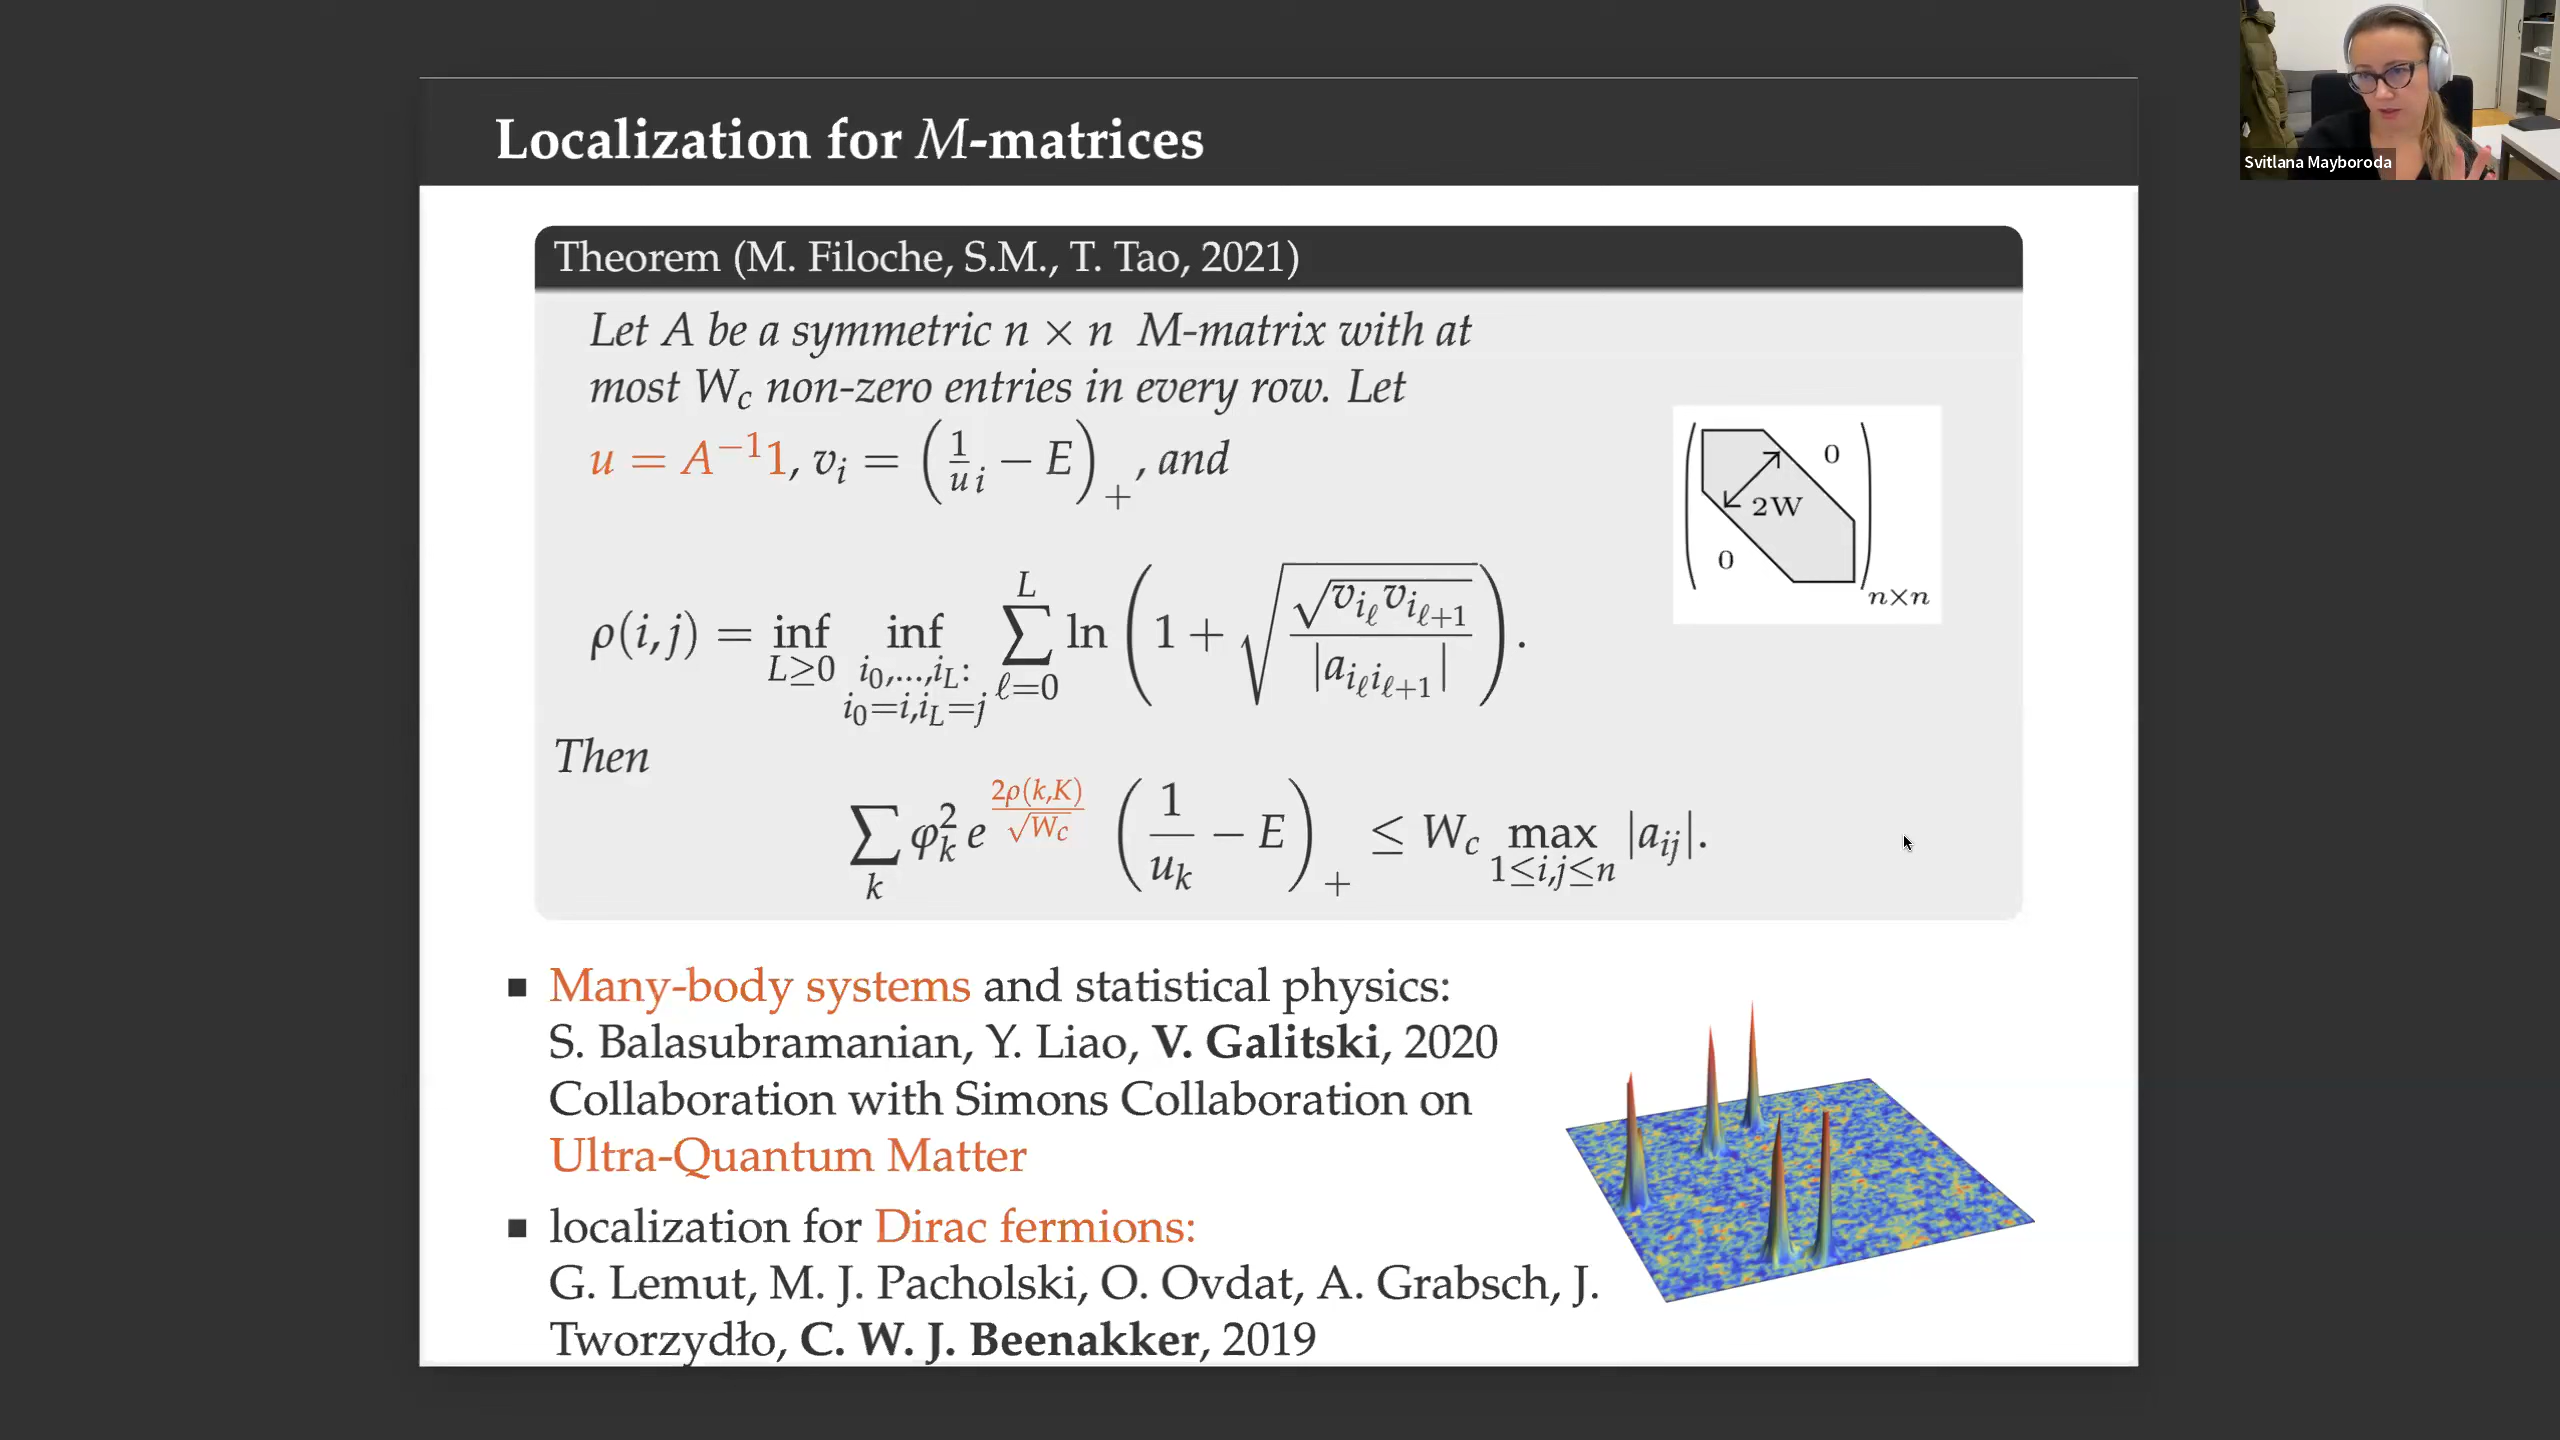 Svitlana Mayboroda
Localization for M-matrices
Theorem (M. Filoche, S.M., T. Tao, 2021)
Let A be a symmetric n × n M-matrix with at
most W_c non-zero entries in every row. Let
u = A^{−1}1, v_i = (1/u_i − E)_+, and
ρ(i,j) = inf_{L≥0} inf_{i_0,...,i_L: i_0=i,i_L=j} ∑_{ℓ=0}^{L} ln (1 + √(√(v_{i_ℓ} v_{i_{ℓ+1}}) / |a_{i_ℓ i_{ℓ+1}}|)).
Then
∑_k φ_k^2 e^{2ρ(k,K)/√W_c} (1/u_k − E)_+ ≤ W_c max_{1≤i,j≤n} |a_{ij}|.
0
2W
0
n×n
■ Many-body systems and statistical physics:
S. Balasubramanian, Y. Liao, V. Galitski, 2020
Collaboration with Simons Collaboration on
Ultra-Quantum Matter
■ localization for Dirac fermions:
G. Lemut, M. J. Pacholski, O. Ovdat, A. Grabsch, J.
Tworzydło, C. W. J. Beenakker, 2019